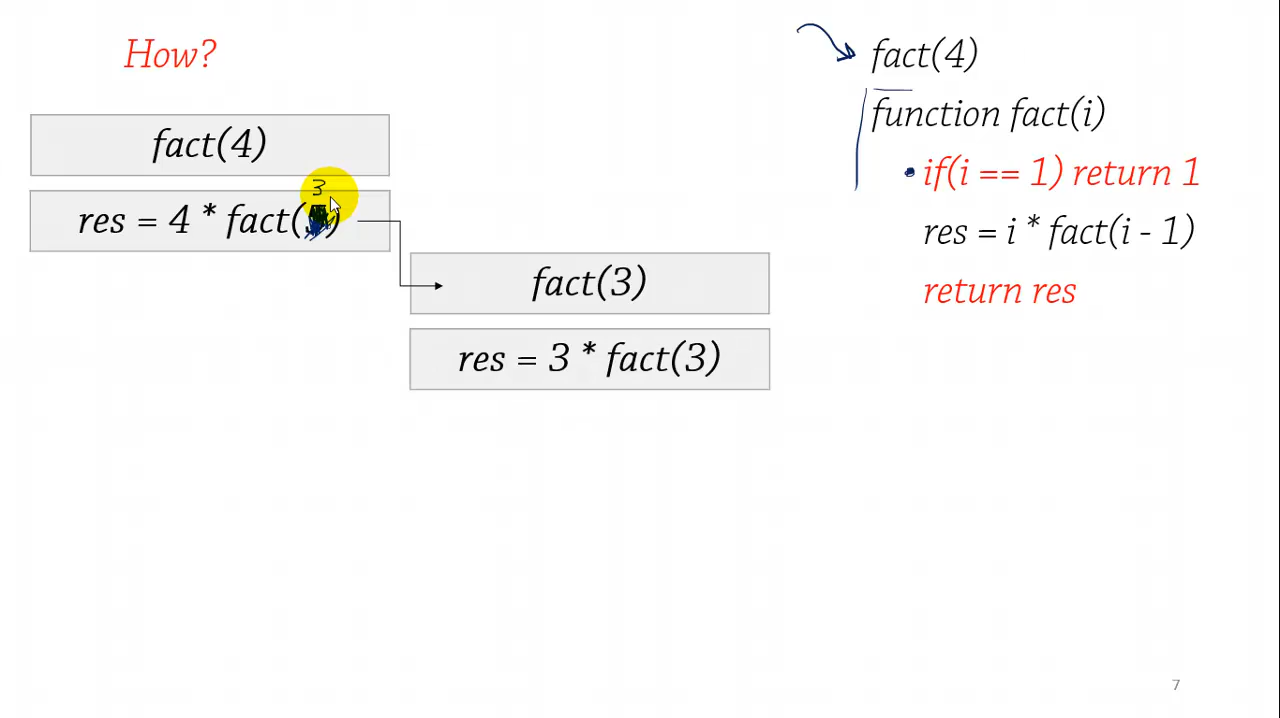 How?
fact(4)
3
res = 4 * fact( )
fact(3)
res = 3 * fact(3)
fact(4)
function fact(i)
if(i == 1) return 1
res = i * fact(i - 1)
return res
7